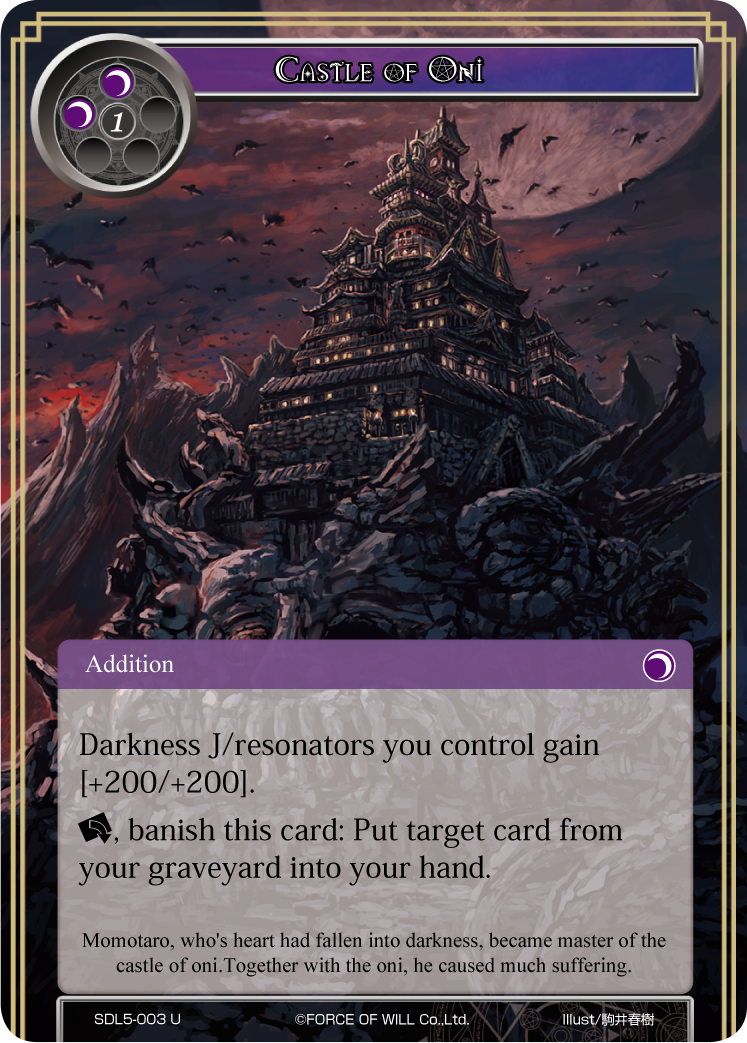 Castle of Oni
1
Addition
Darkness J/resonators you control gain
[+200/+200].
, banish this card: Put target card from
your graveyard into your hand.
Momotaro, who's heart had fallen into darkness, became master of the
castle of oni.Together with the oni, he caused much suffering.
SDL5-003 U ©FORCE OF WILL Co.,Ltd. Illust/駒井春樹